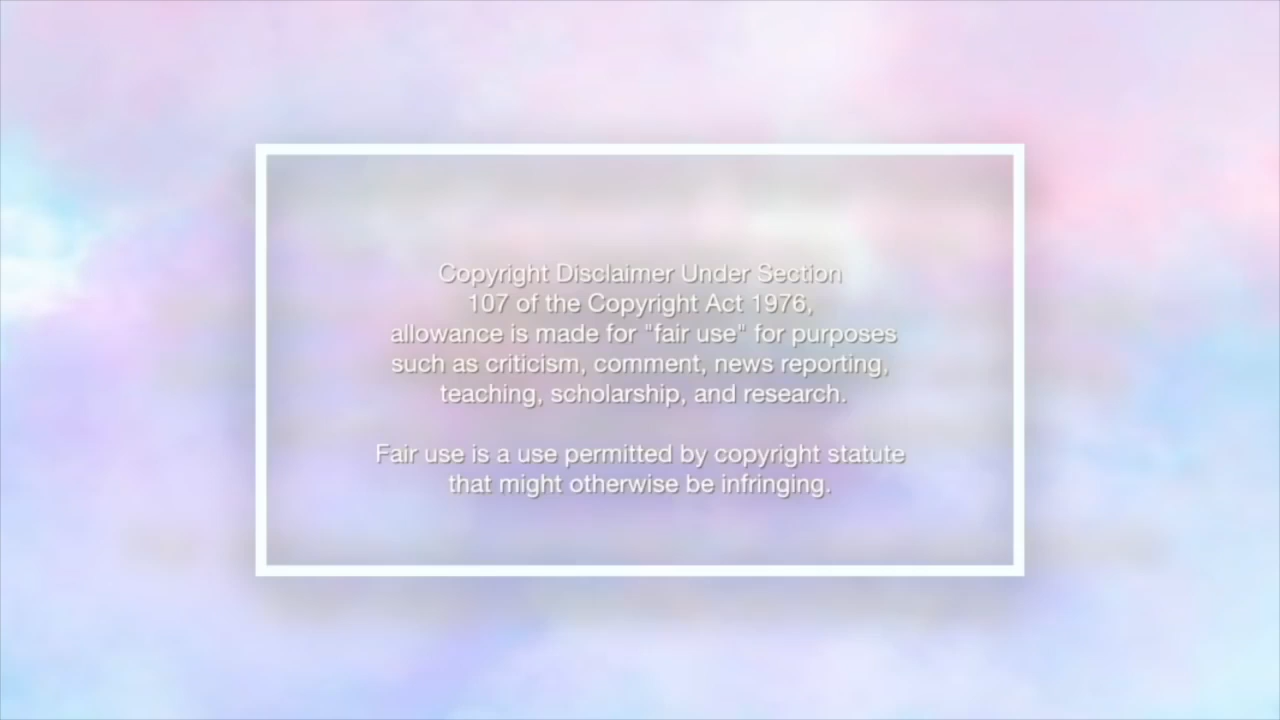 Copyright Disclaimer Under Section
107 of the Copyright Act 1976,
allowance is made for "fair use" for purposes
such as criticism, comment, news reporting,
teaching, scholarship, and research.
Fair use is a use permitted by copyright statute
that might otherwise be infringing.